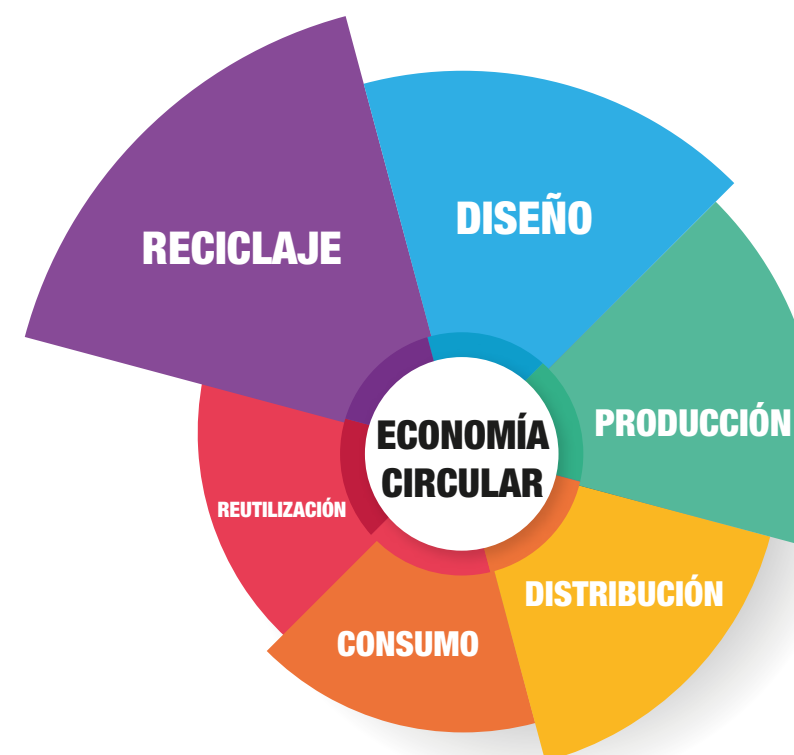 RECICLAJE
DISEÑO
PRODUCCIÓN
ECONOMÍA
CIRCULAR
REUTILIZACIÓN
DISTRIBUCIÓN
CONSUMO